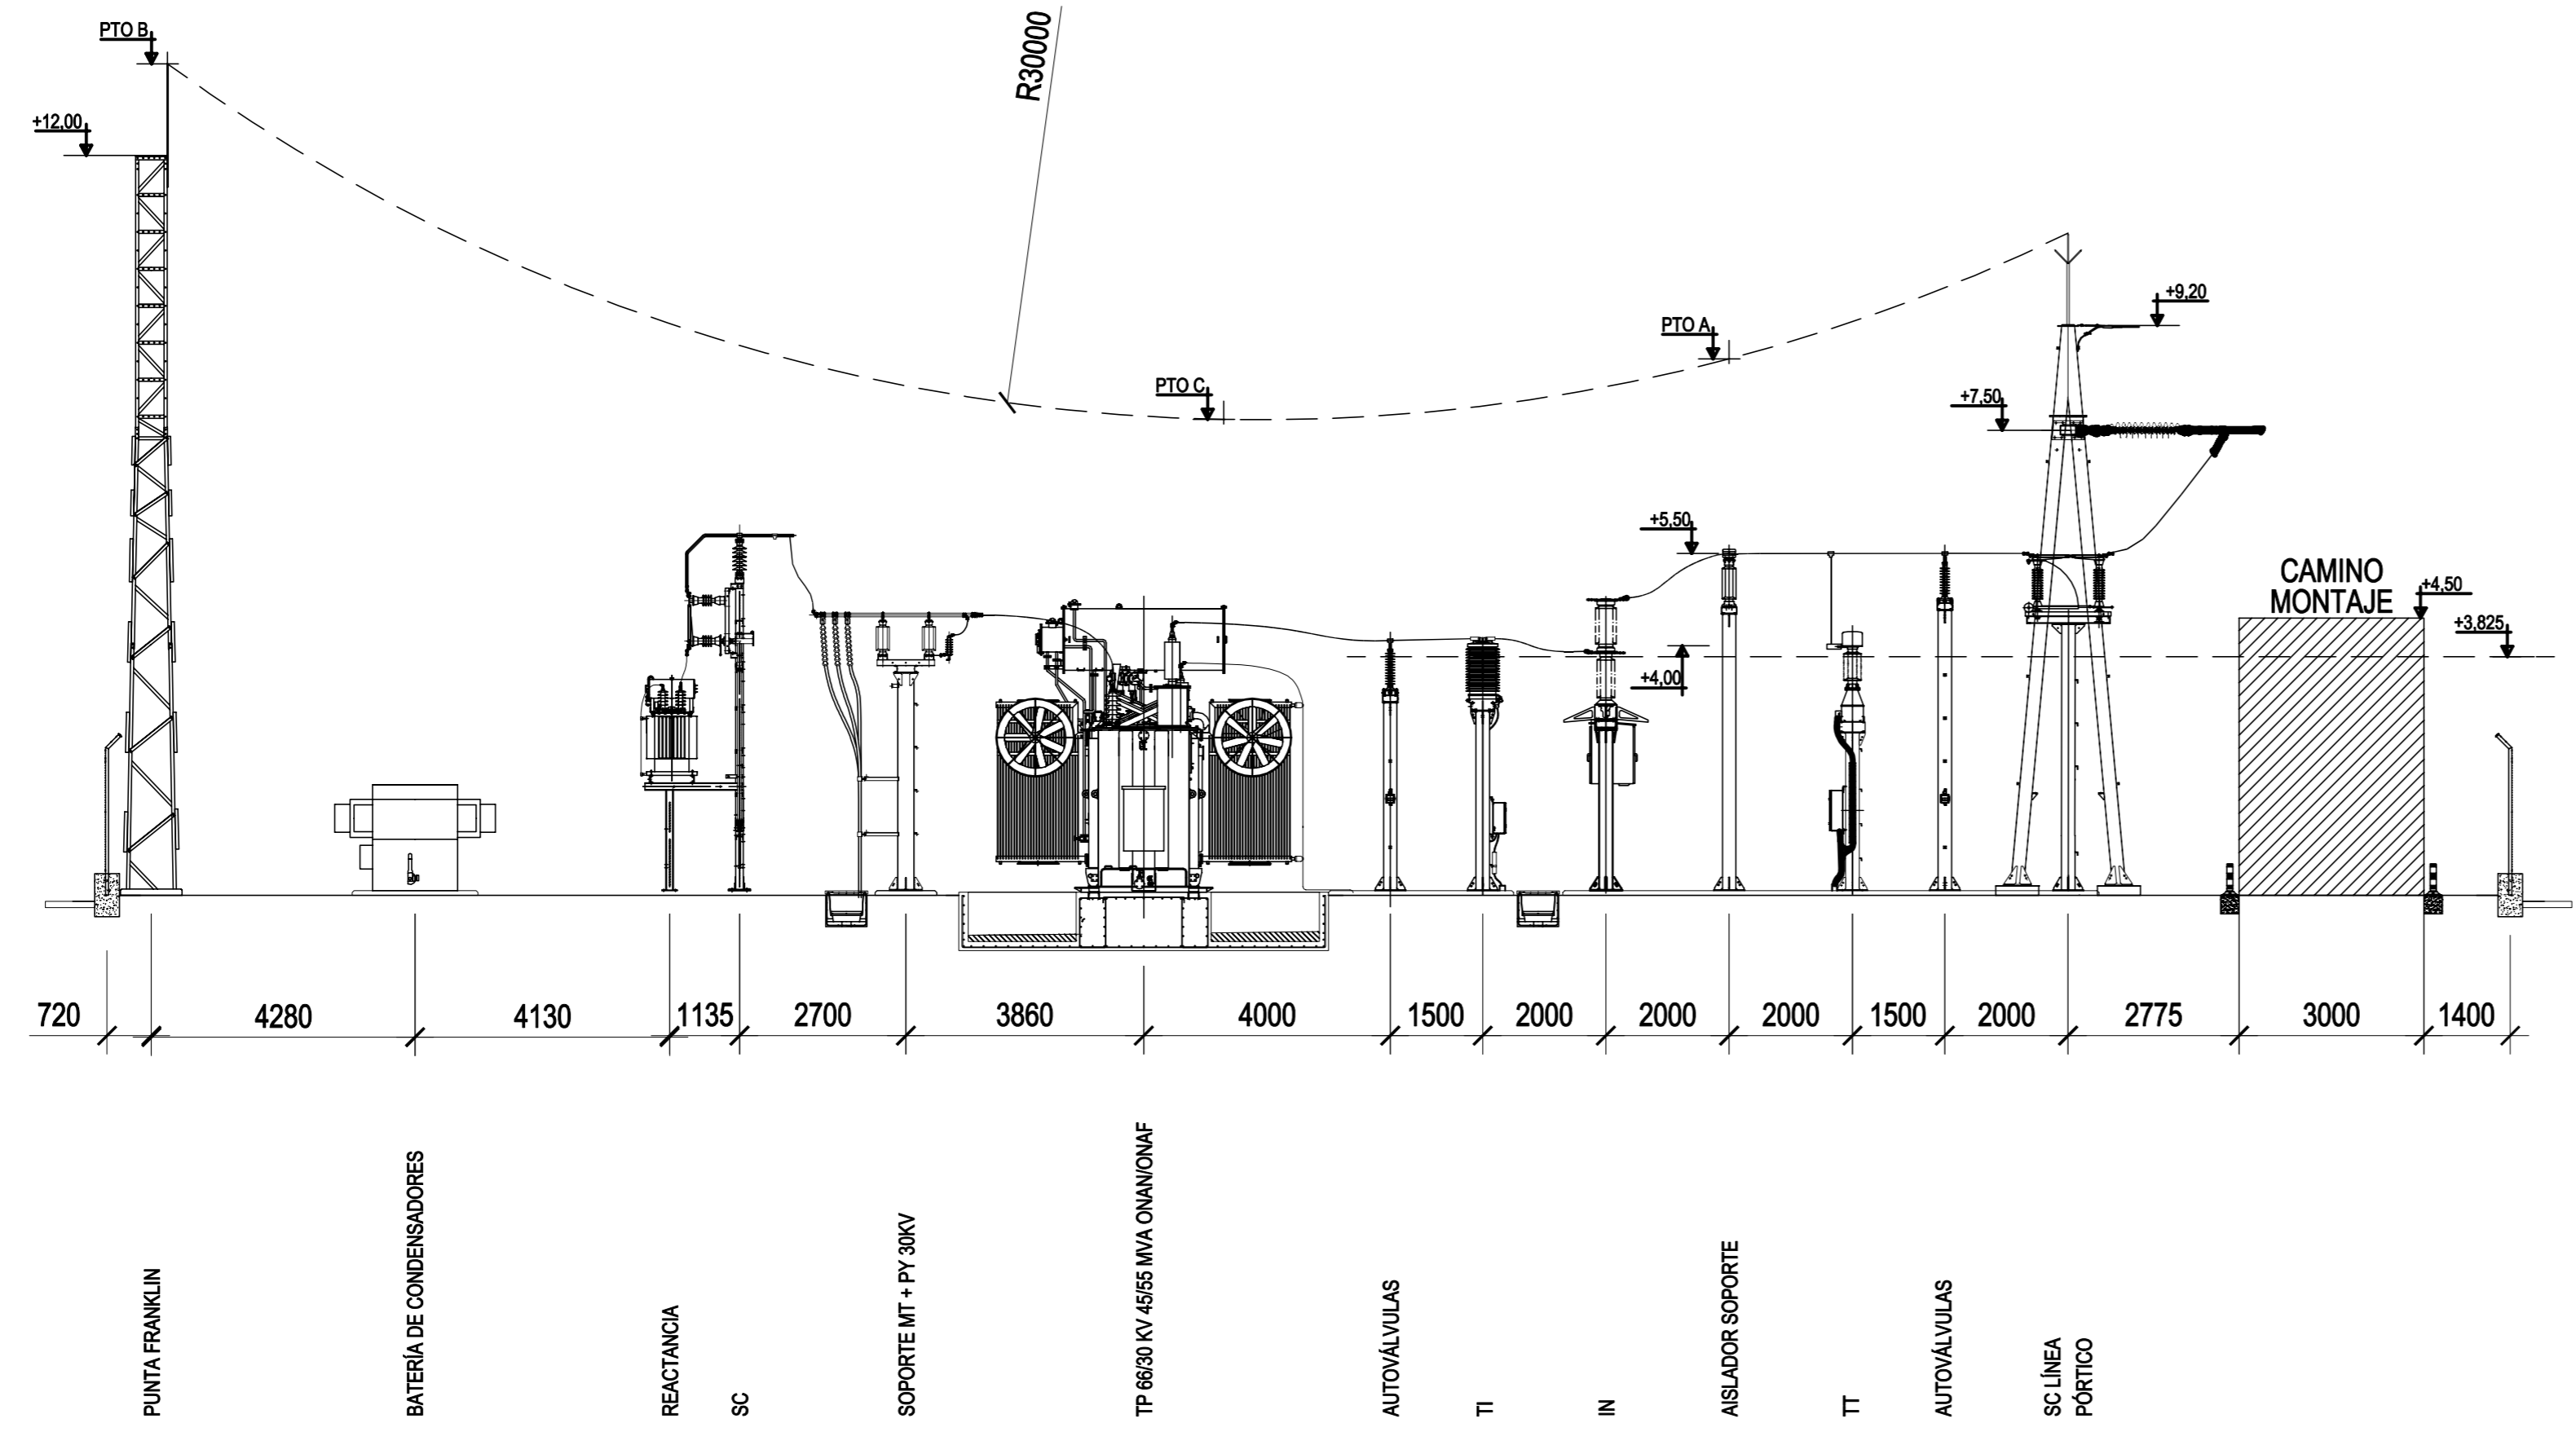 PTO B
+12,00
R30000
PTO C
PTO A
+9,20
+7,50
+5,50
+4,00
CAMINO
MONTAJE
+4,50
+3,825
720
4280
4130
1135
2700
3860
4000
1500
2000
2000
2000
1500
2000
2775
3000
1400
PUNTA FRANKLIN
BATERÍA DE CONDENSADORES
REACTANCIA
SC
SOPORTE MT + PY 30KV
TP 66/30 KV 45/55 MVA ONAN/ONAF
AUTOVÁLVULAS
TI
IN
AISLADOR SOPORTE
TT
AUTOVÁLVULAS
SC LÍNEA
PÓRTICO